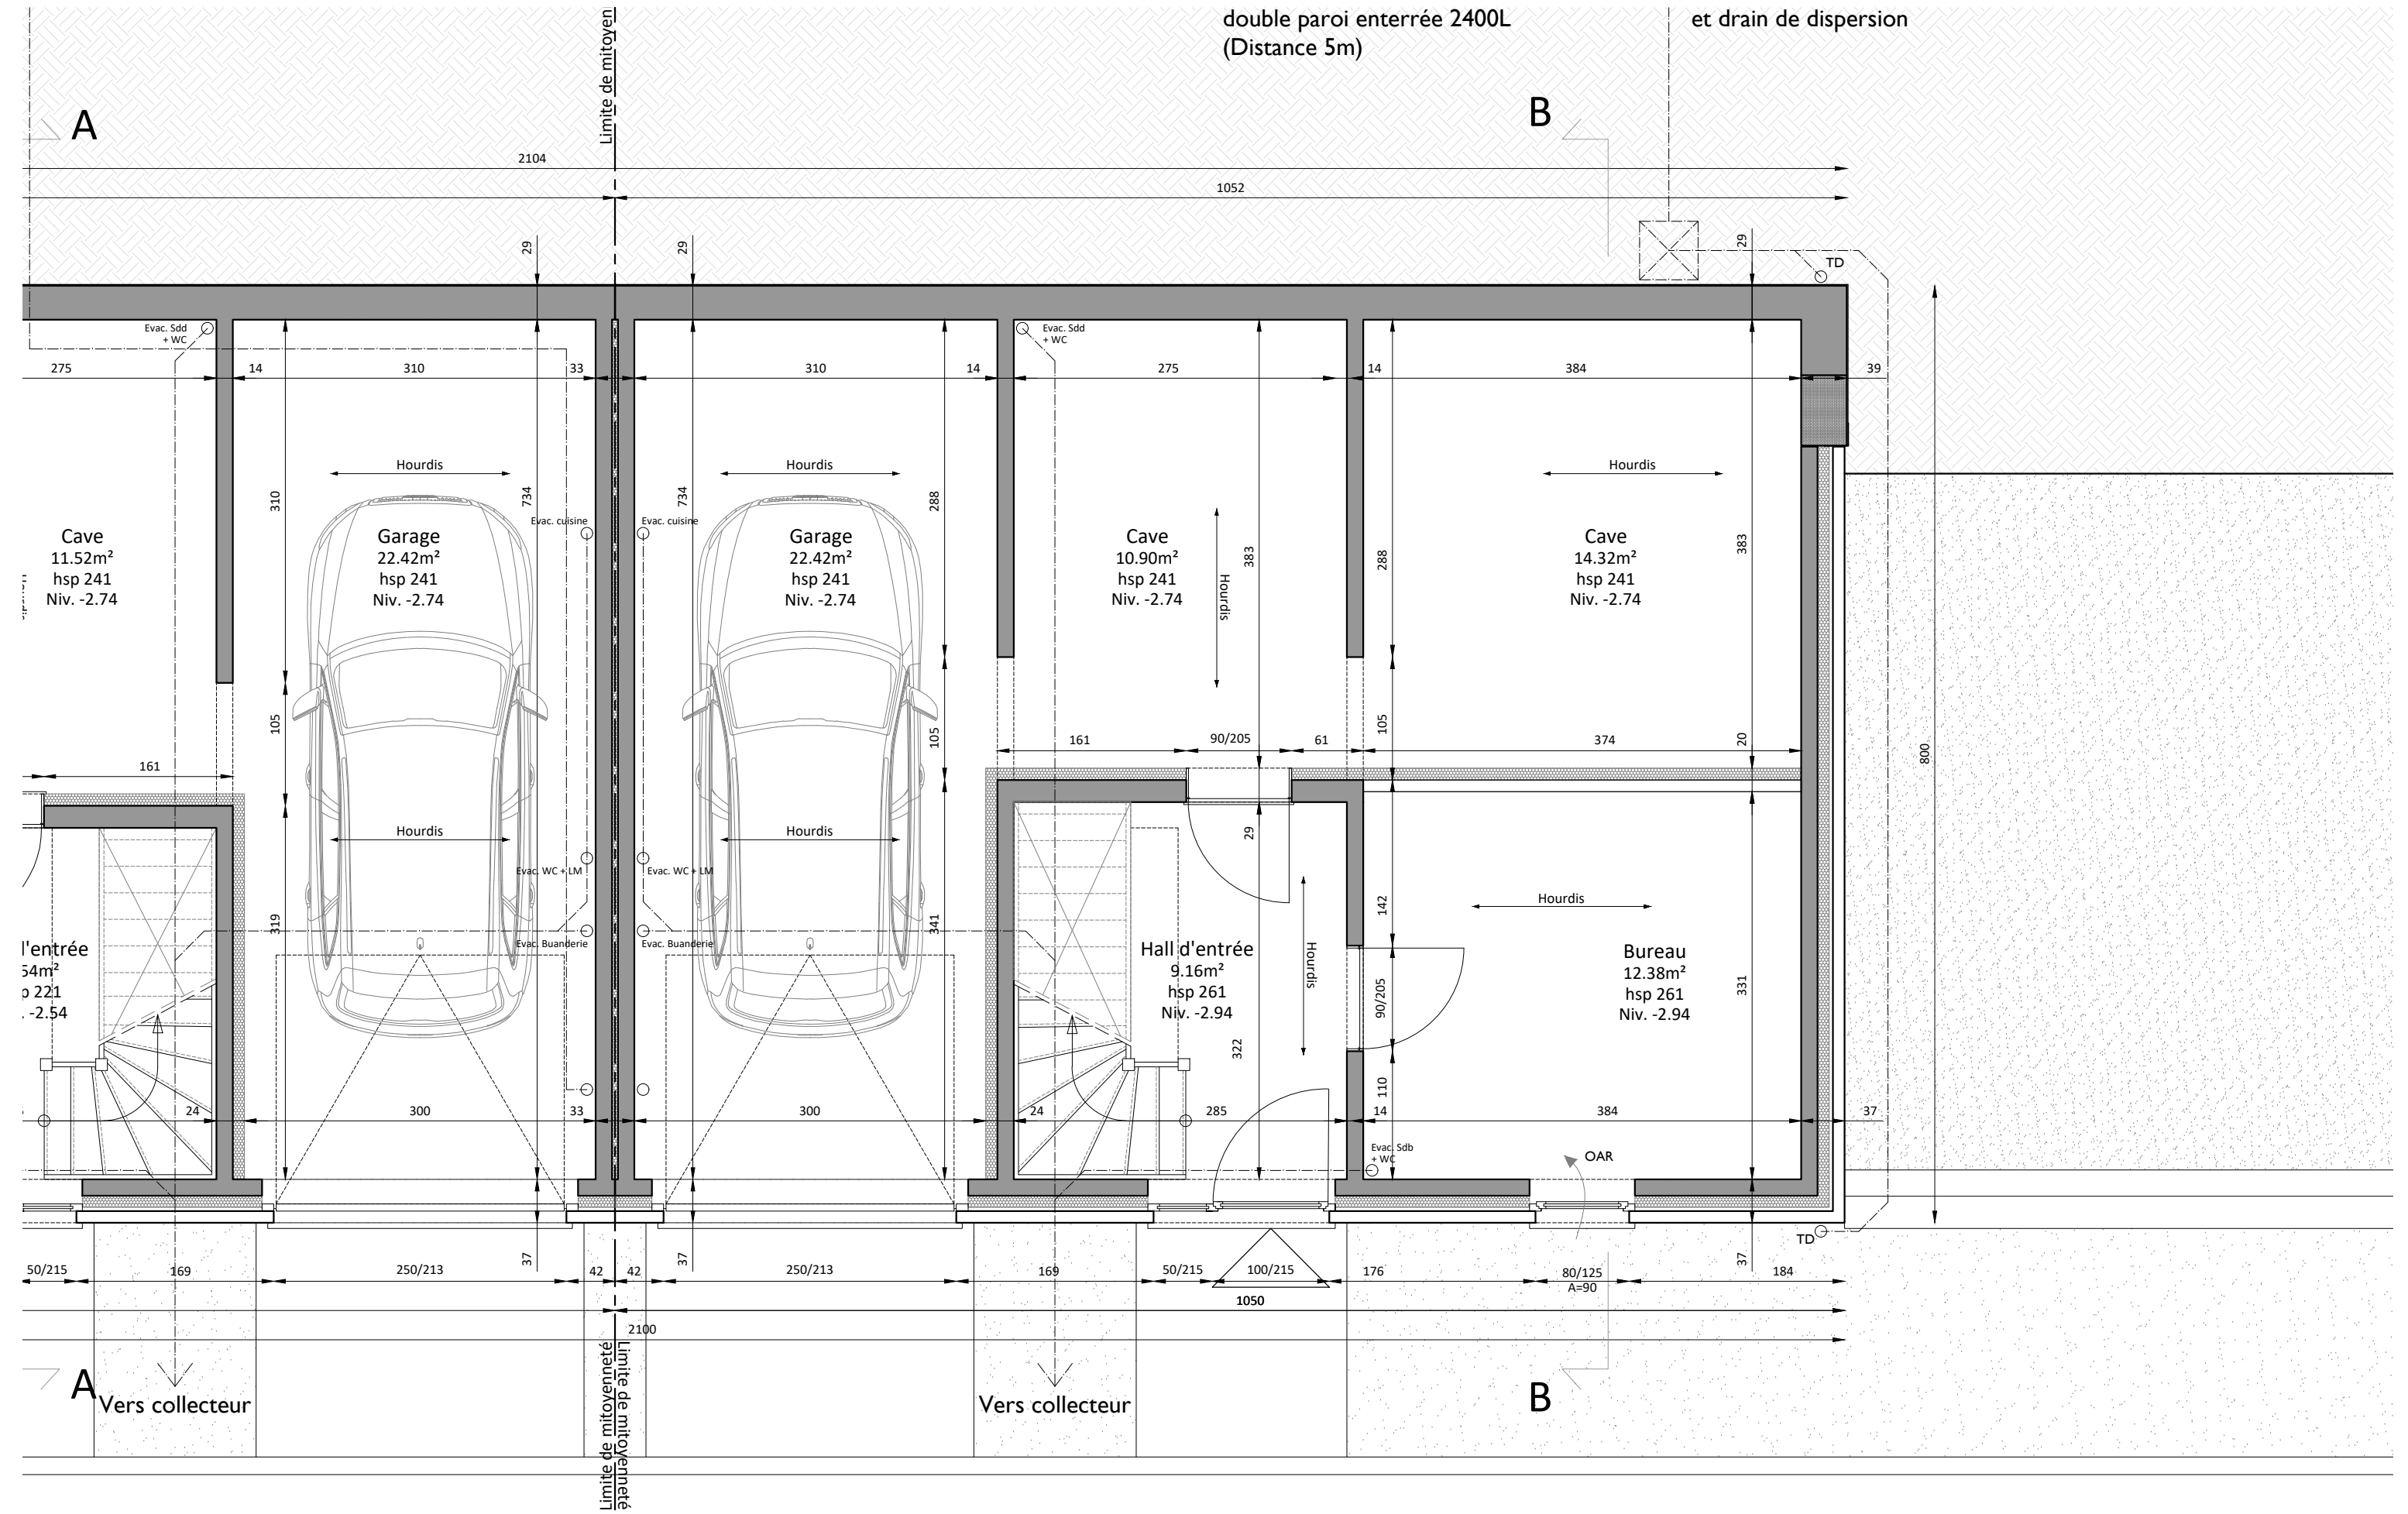 double paroi enterrée 2400L
(Distance 5m)
et drain de dispersion
Limite de mitoyen
A
B
2104
1052
29
29
29
TD
Evac. Sdd
+ WC
Evac. Sdd
+ WC
275
14
310
33
310
14
275
14
384
39
Hourdis
Hourdis
Hourdis
310
734
734
288
383
288
383
Evac. cuisine
Evac. cuisine
Cave
11.52m²
hsp 241
Niv. -2.74
Garage
22.42m²
hsp 241
Niv. -2.74
Garage
22.42m²
hsp 241
Niv. -2.74
Cave
10.90m²
hsp 241
Niv. -2.74
Hourdis
Cave
14.32m²
hsp 241
Niv. -2.74
105
105
105
161
161
90/205
61
374
20
800
Hourdis
Hourdis
29
Evac. WC + LM
Evac. WC + LM
319
341
142
Hourdis
Evac. Buanderie
Evac. Buanderie
l'entrée
54m²
p 221
. -2.54
Hall d'entrée
9.16m²
hsp 261
Niv. -2.94
Hourdis
322
90/205
Bureau
12.38m²
hsp 261
Niv. -2.94
331
110
24
300
33
300
24
285
14
384
37
Evac. Sdb
+ WC
OAR
TD
37
37
37
50/215
169
250/213
42
42
250/213
169
50/215
100/215
176
80/125
A=90
184
1050
2100
A
B
Vers collecteur
Vers collecteur
Limite de mitoyenneté
Limite de mitoyenneté